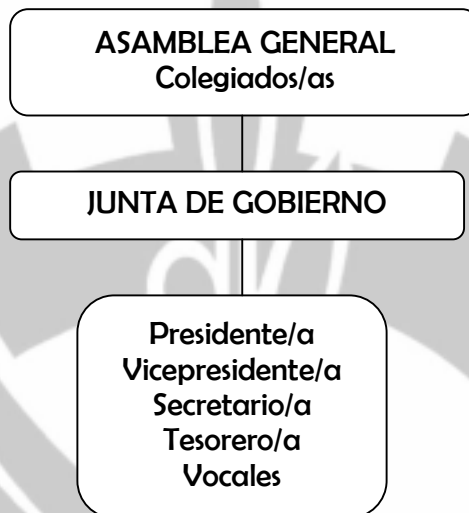 ASAMBLEA GENERAL
Colegiados/as
JUNTA DE GOBIERNO
Presidente/a
Vicepresidente/a
Secretario/a
Tesorero/a
Vocales